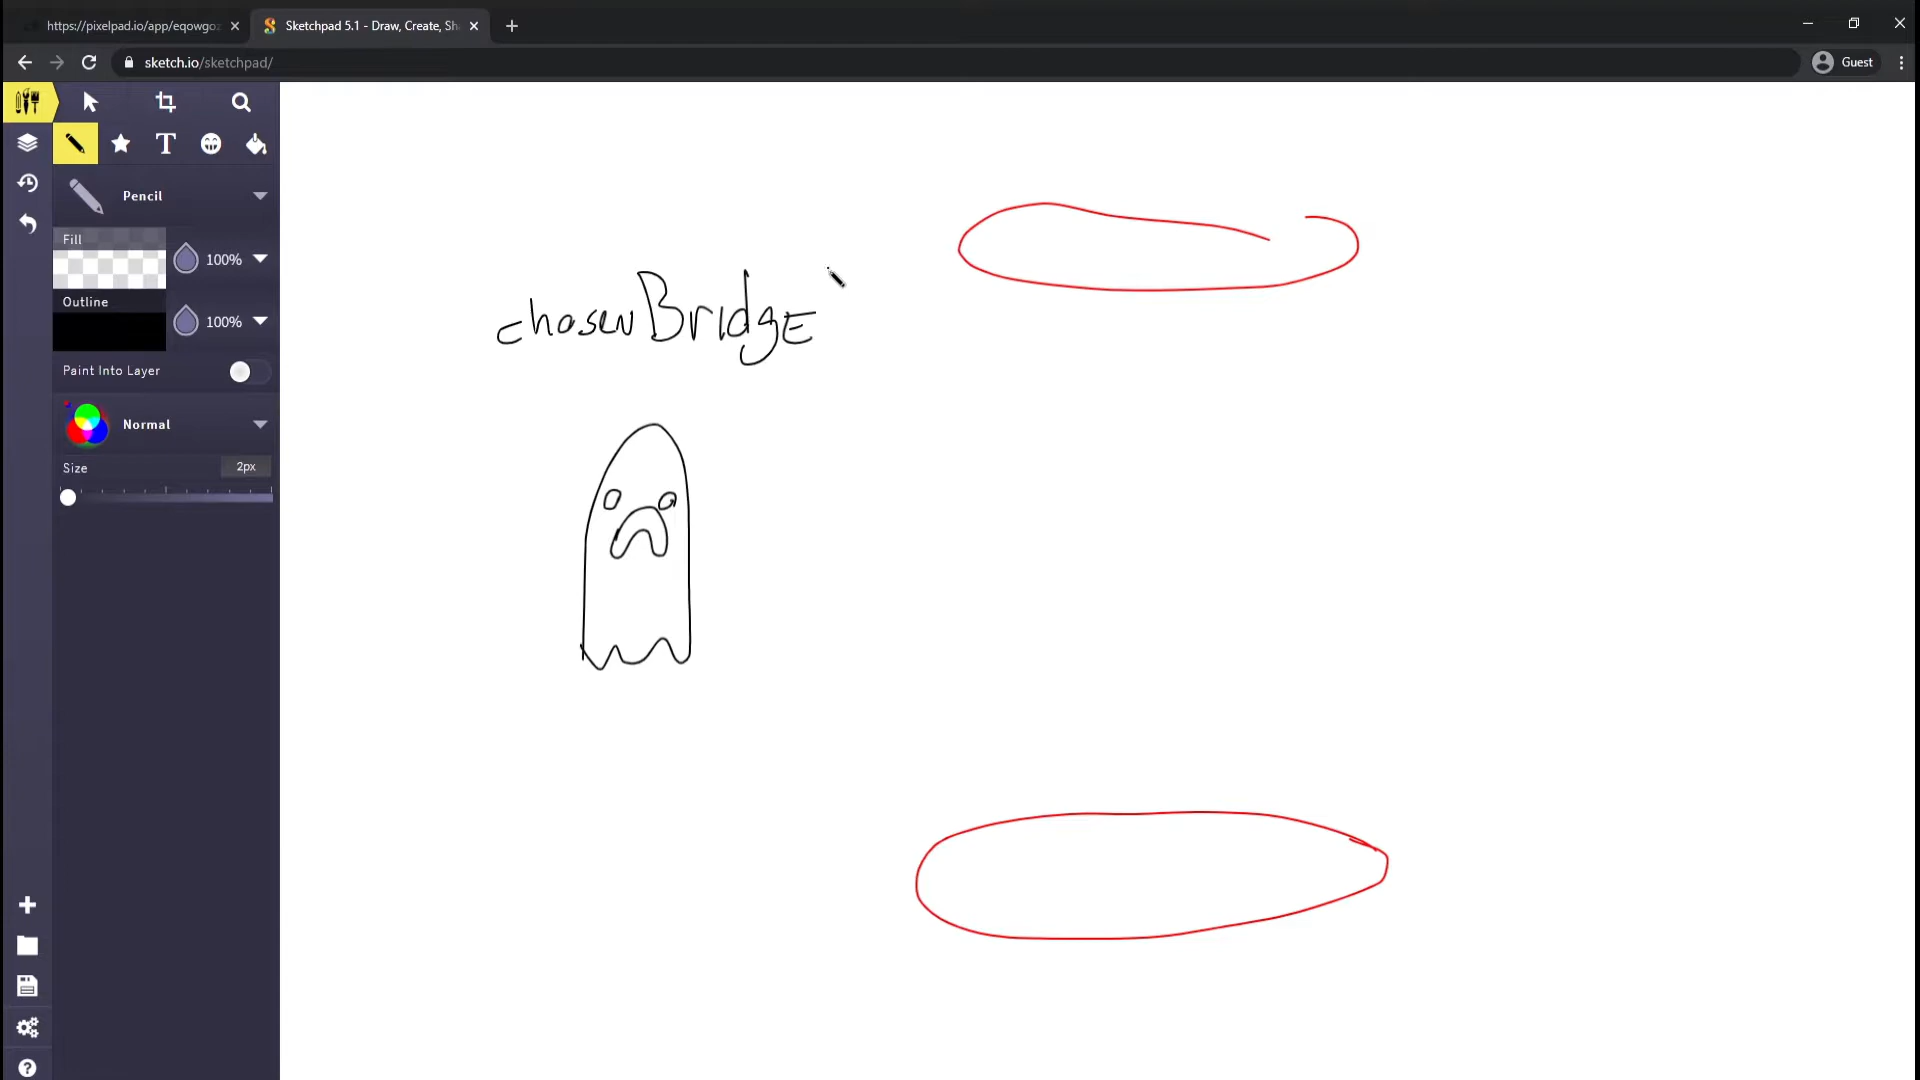 https://pixelpad.io/app/eqowgoz
Sketchpad 5.1 - Draw, Create, Sh
sketch.io/sketchpad/
Guest
T
Pencil
Fill
100%
Outline
100%
Paint Into Layer
Normal
Size
2px
chosenBridgE